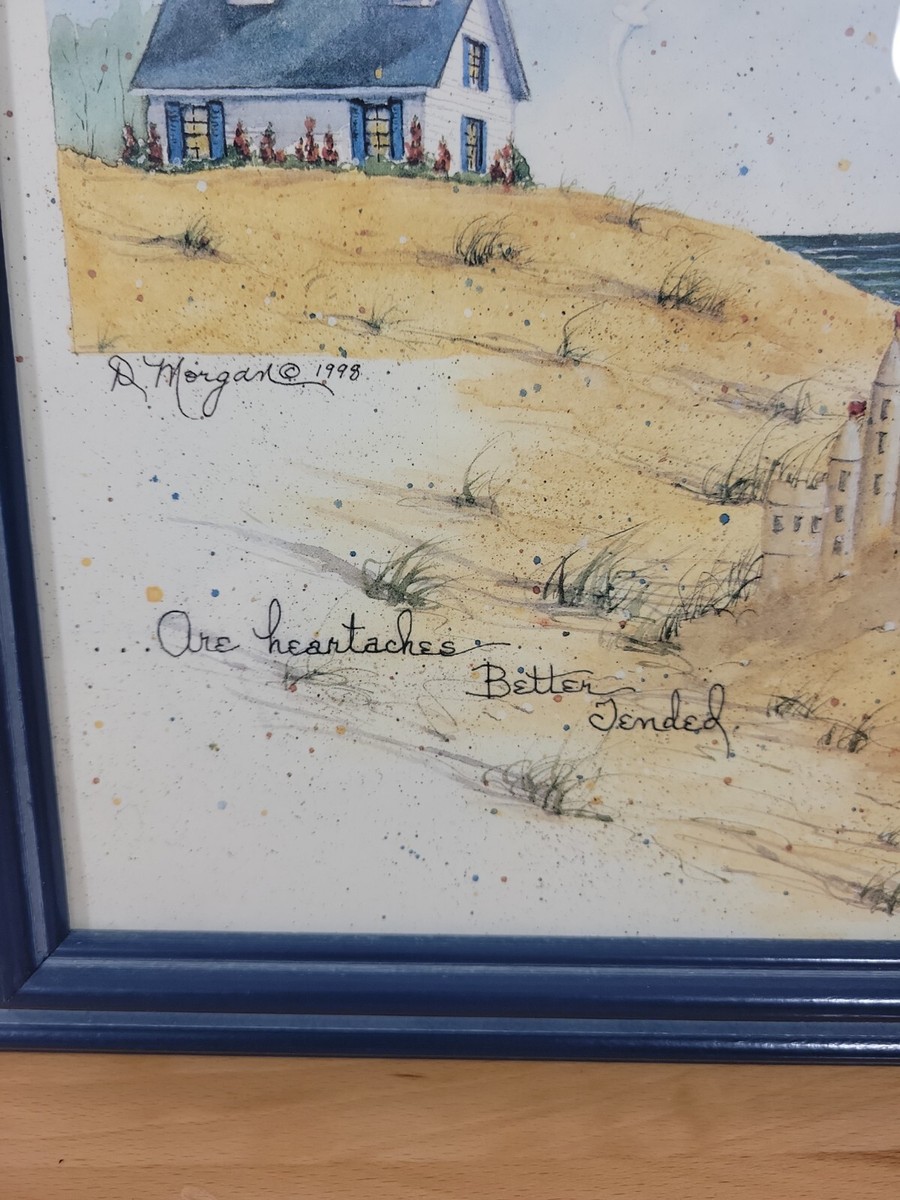 D. Morgan © 1998
....Are heartaches
Better
Tended.